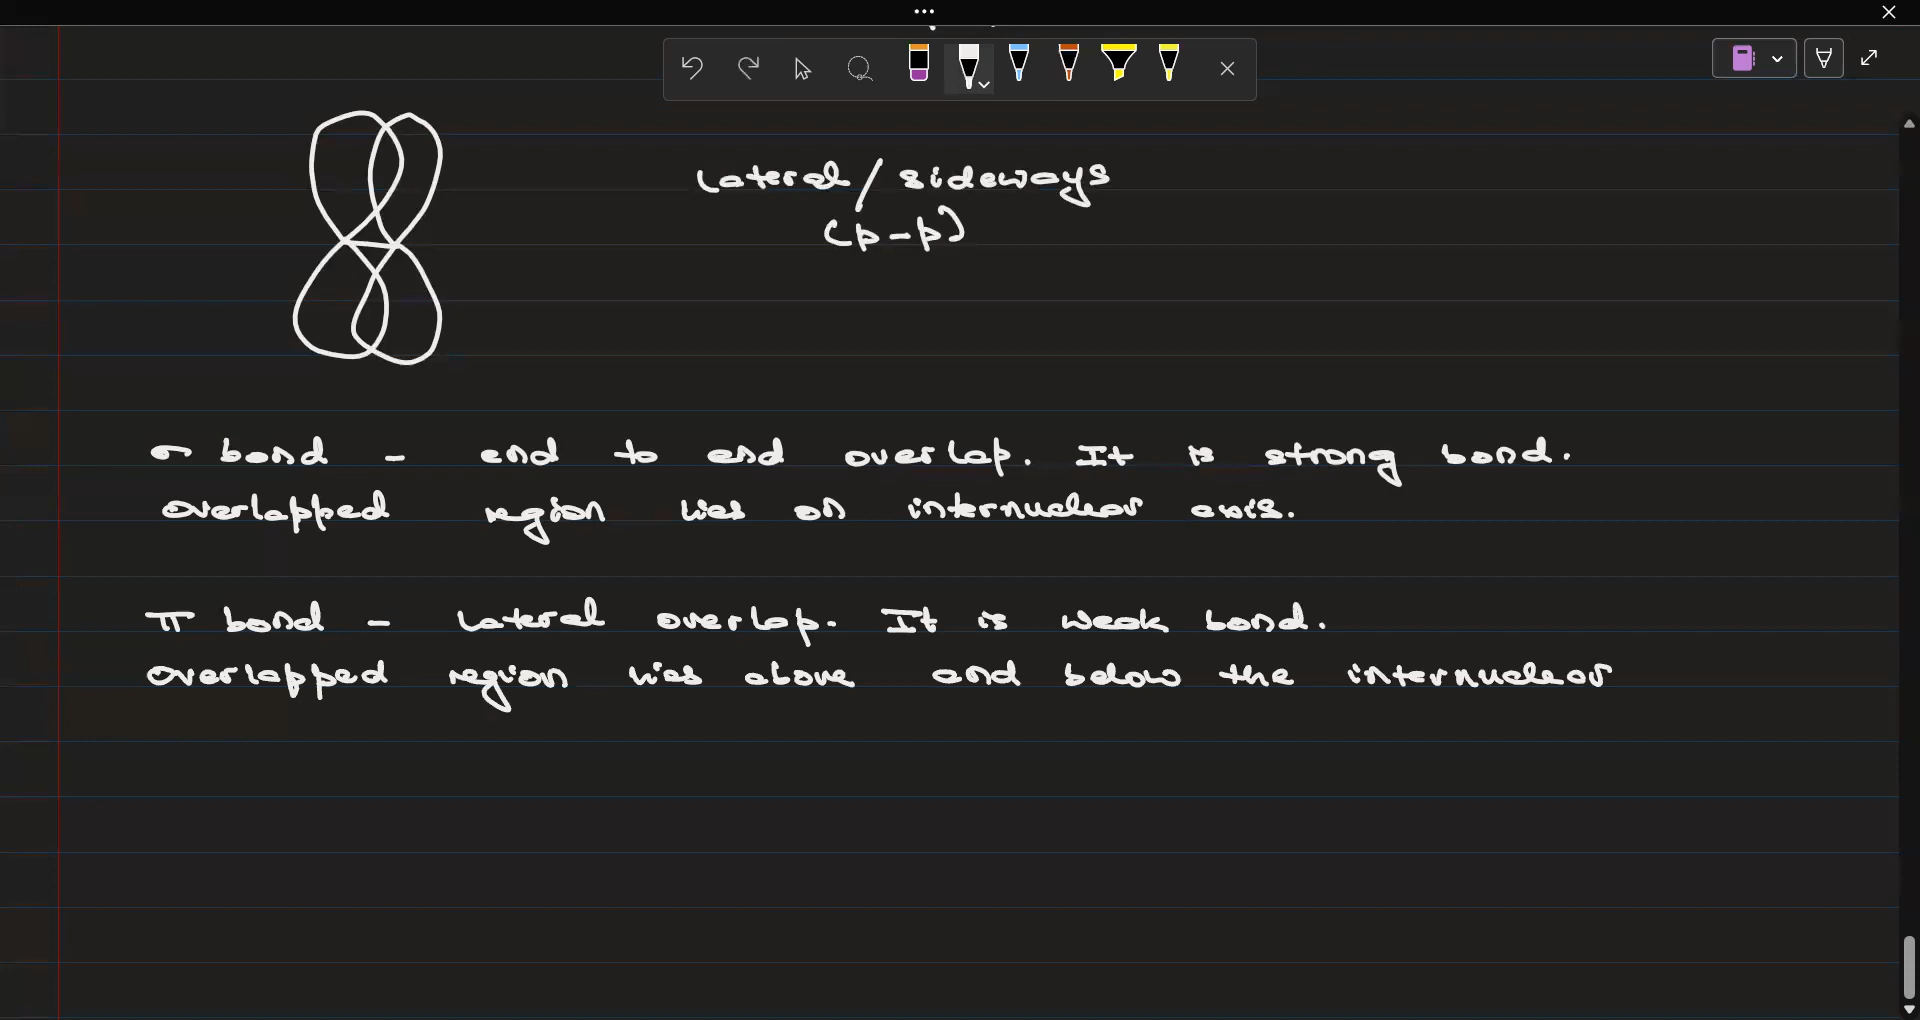 Lateral / sideways
(p-p)
σ bond - end to end overlap. It is strong bond.
overlapped region lies on internuclear axis.
π bond - Lateral overlap. It is weak bond.
overlapped region lies above and below the internuclear